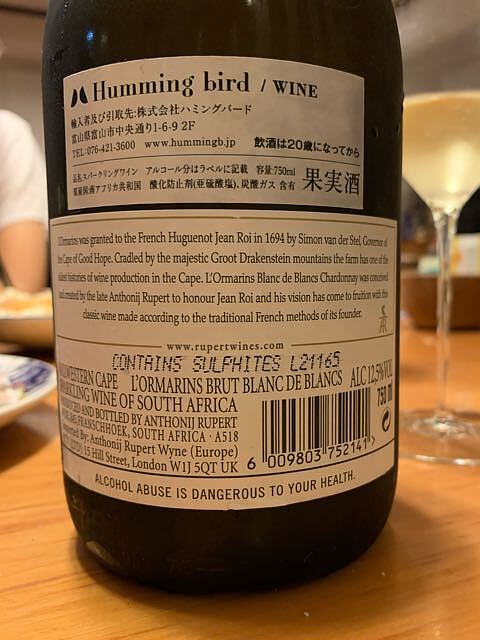 Humming bird / WINE
輸入者及び引取先:株式会社ハミングバード
富山県富山市中央通り1-6-9 2F
TEL:076-421-3600 www.hummingb.jp 飲酒は20歳になってから
品名:スパークリングワイン アルコール分はラベルに記載 容量:750ml
原産国:南アフリカ共和国 酸化防止剤(亜硫酸塩)、炭酸ガス 含有 果実酒
L'Ormarins was granted to the French Huguenot Jean Roi in 1694 by Simon van der Stel, Governor of
the Cape of Good Hope. Cradled by the majestic Groot Drakenstein mountains the farm has one of the
oldest histories of wine production in the Cape. L'Ormarins Blanc de Blancs Chardonnay was conceived
and created by the late Anthonij Rupert to honour Jean Roi and his vision has come to fruition with this
classic wine made according to the traditional French methods of its founder.
www.rupertwines.com
CONTAINS SULPHITES L21165
WESTERN CAPE L'ORMARINS BRUT BLANC DE BLANCS ALC 12,5%VOL
SPARKLING WINE OF SOUTH AFRICA 750 ml
PRODUCED AND BOTTLED BY ANTHONIJ RUPERT
WYNE, FRANSCHHOEK, SOUTH AFRICA · A518
Imported By: Anthonij Rupert Wyne (Europe)
15 Hill Street, London W1J 5QT UK
6 009803 752141 >
ALCOHOL ABUSE IS DANGEROUS TO YOUR HEALTH.